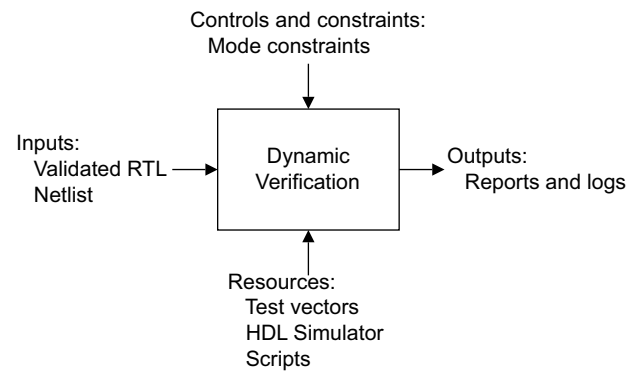 Controls and constraints:
Mode constraints
Inputs:
Validated RTL
Netlist
Dynamic
Verification
Outputs:
Reports and logs
Resources:
Test vectors
HDL Simulator
Scripts